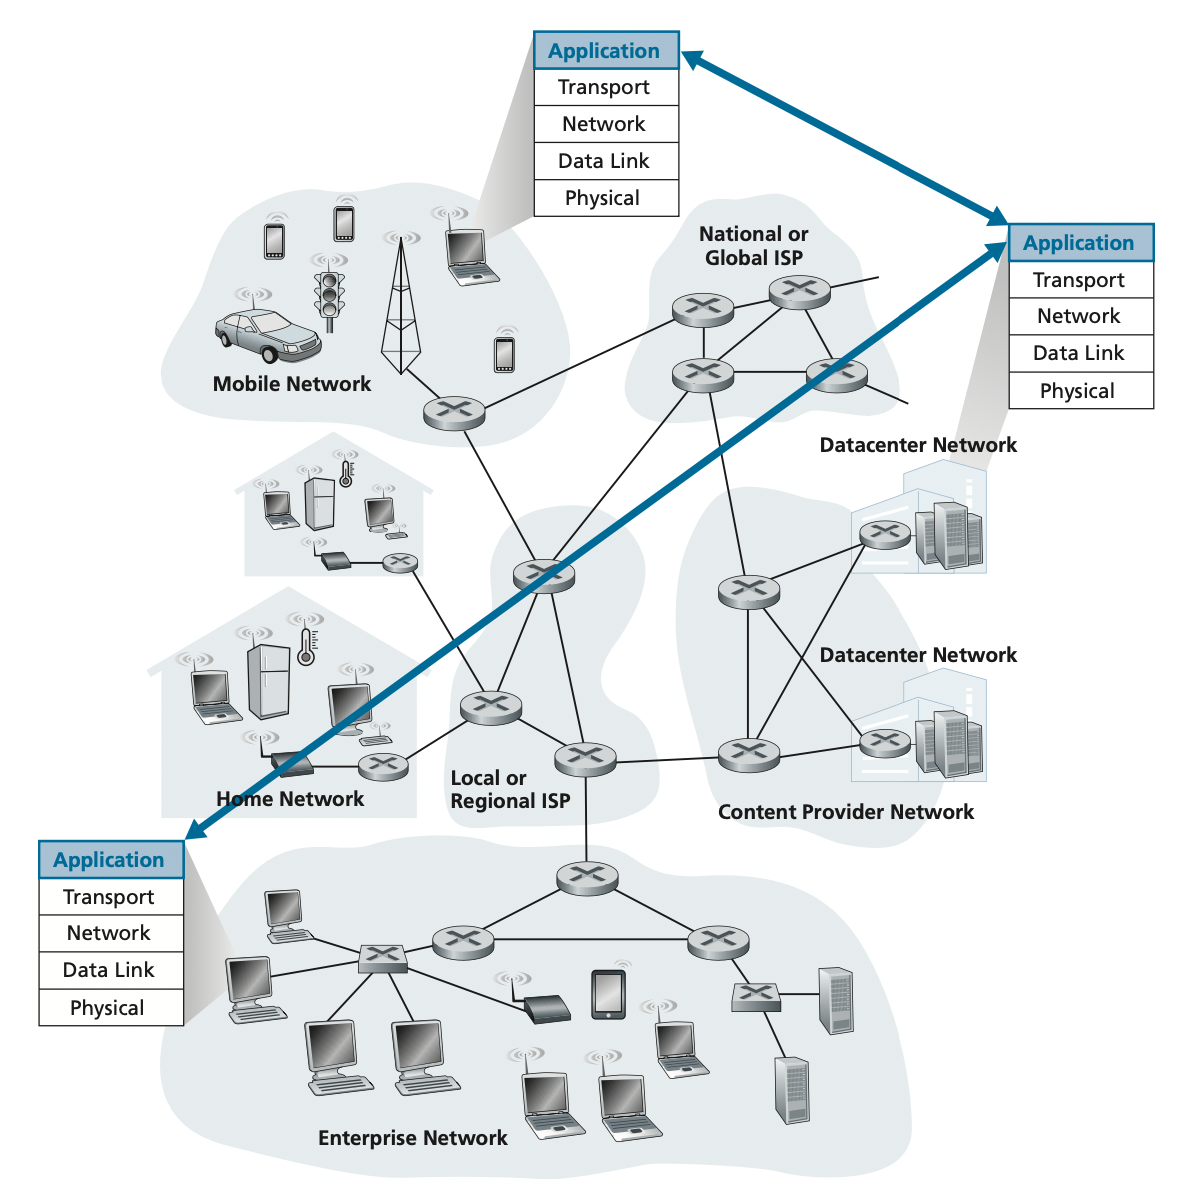 Application
Transport
Network
Data Link
Physical
National or
Global ISP
Application
Transport
Network
Data Link
Physical
Mobile Network
Datacenter Network
Datacenter Network
Home Network
Local or
Regional ISP
Content Provider Network
Application
Transport
Network
Data Link
Physical
Enterprise Network